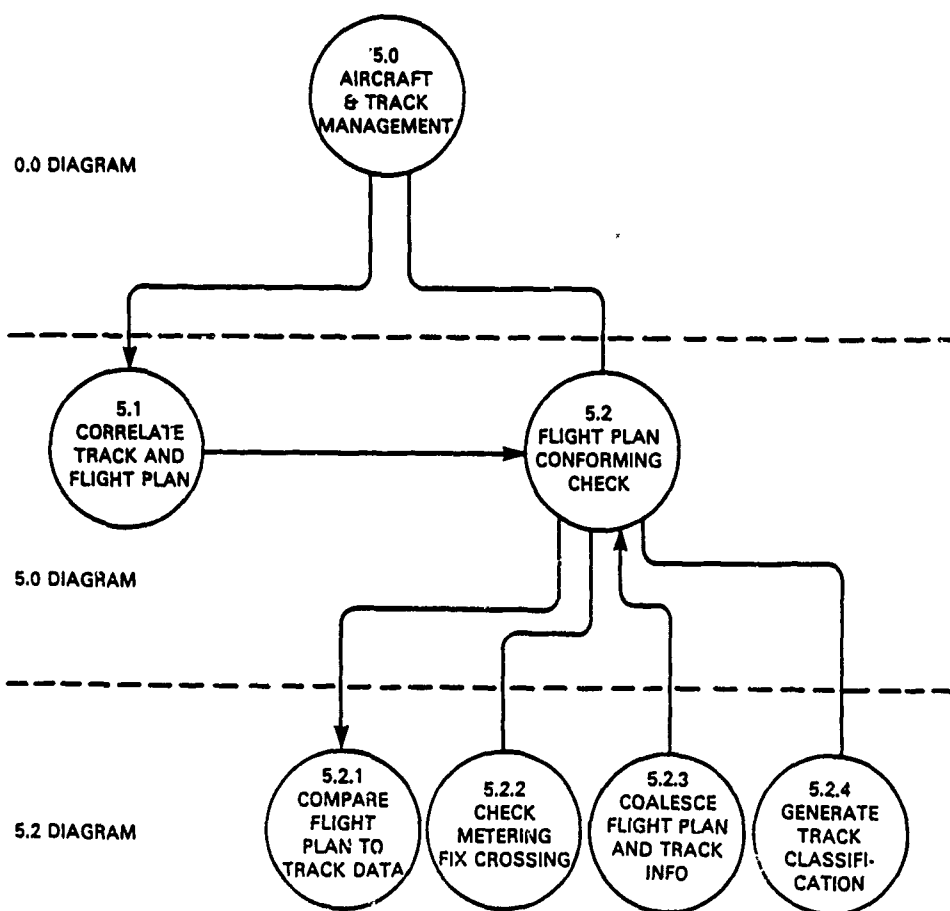 5.0
AIRCRAFT
& TRACK
MANAGEMENT
0.0 DIAGRAM
5.1
CORRELATE
TRACK AND
FLIGHT PLAN
5.2
FLIGHT PLAN
CONFORMING
CHECK
5.0 DIAGRAM
5.2.1
COMPARE
FLIGHT
PLAN TO
TRACK DATA
5.2.2
CHECK
METERING
FIX CROSSING
5.2.3
COALESCE
FLIGHT PLAN
AND TRACK
INFO
5.2.4
GENERATE
TRACK
CLASSIFI-
CATION
5.2 DIAGRAM